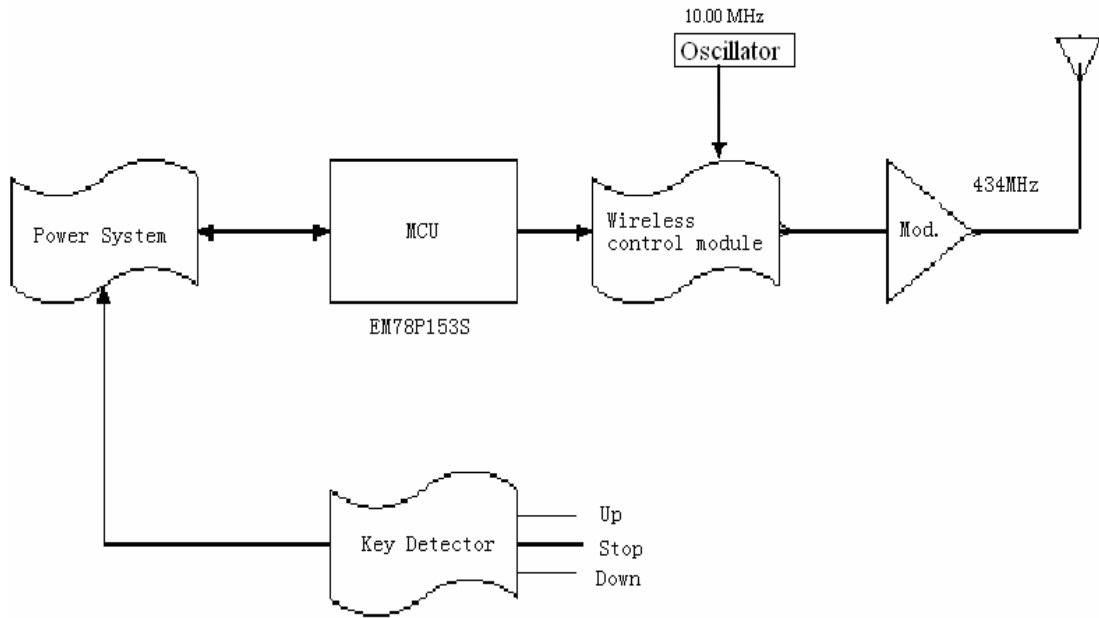 10.00 MHz
Oscillator
434MHz
Power System
MCU
Wireless
control module
Mod.
EM78P153S
Up
Key Detector
Stop
Down